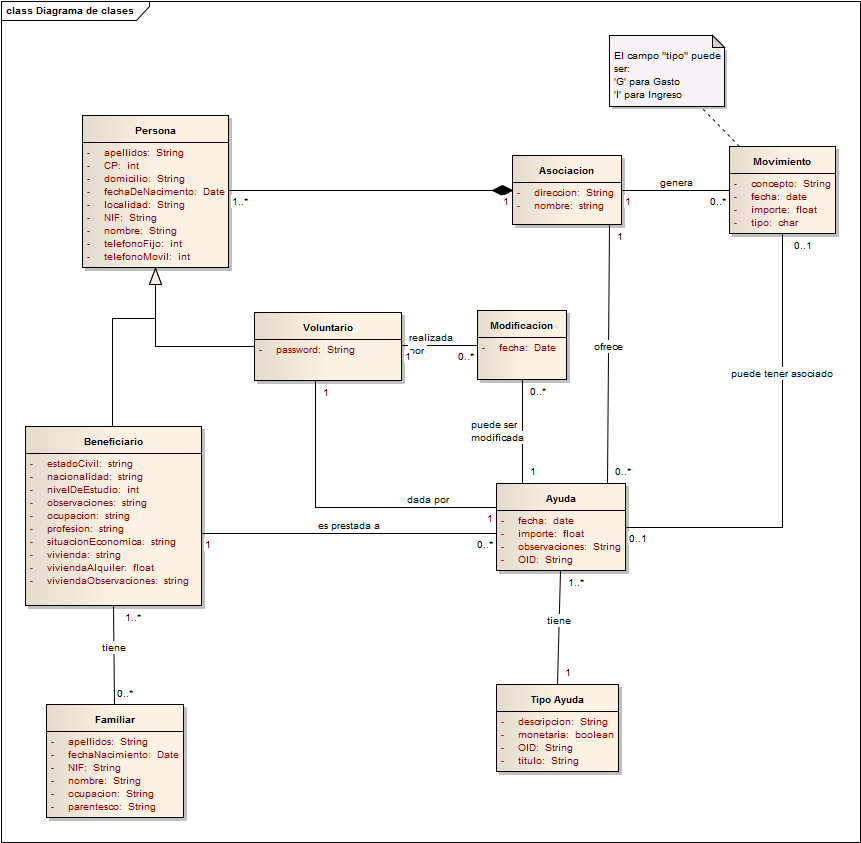 class Diagrama de clases
El campo "tipo" puede
ser:
'G' para Gasto
'I' para Ingreso
Persona
- apellidos: String
- CP: int
- domicilio: String
- fechaDeNacimento: Date
- localidad: String
- NIF: String
- nombre: String
- telefonoFijo: int
- telefonoMovil: int
1..*
1
Asociacion
- direccion: String
- nombre: string
1
genera
0..*
Movimiento
- concepto: String
- fecha: date
- importe: float
- tipo: char
0..1
1
ofrece
0..*
puede tener asociado
0..1
Voluntario
- password: String
realizada
por
1
0..*
Modificacion
- fecha: Date
0..*
puede ser
modificada
1
1
dada por
1
Beneficiario
- estadoCivil: string
- nacionalidad: string
- nivelDeEstudio: int
- observaciones: string
- ocupacion: string
- profesion: string
- situacionEconomica: string
- vivienda: string
- viviendaAlquiler: float
- viviendaObservaciones: string
1
es prestada a
0..*
Ayuda
- fecha: date
- importe: float
- observaciones: String
- OID: String
1..*
tiene
1
1..*
tiene
0..*
Tipo Ayuda
- descripcion: String
- monetaria: boolean
- OID: String
- titulo: String
Familiar
- apellidos: String
- fechaNacimiento: Date
- NIF: String
- nombre: String
- ocupacion: String
- parentesco: String